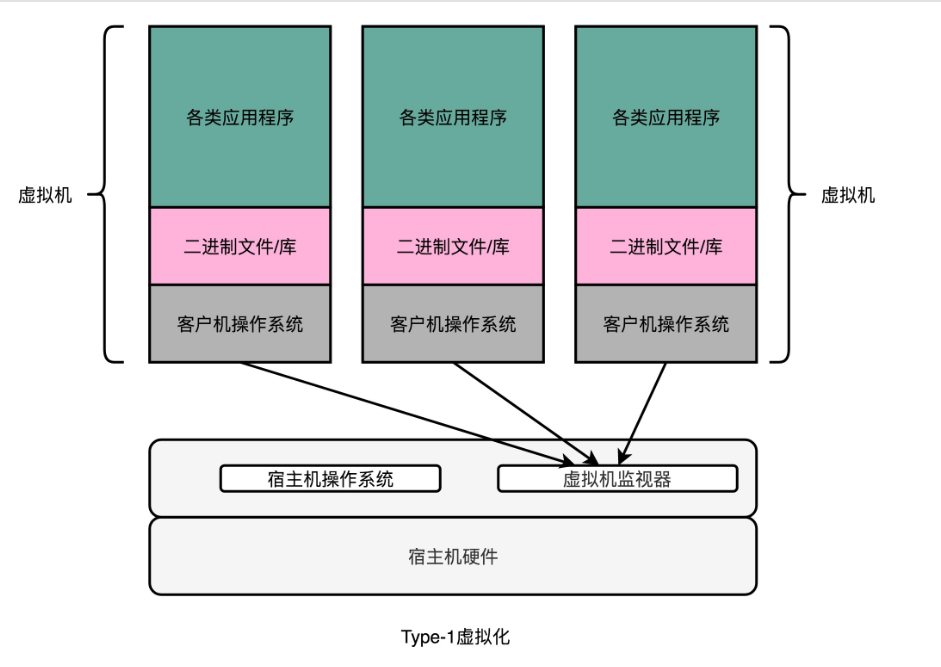 各类应用程序 各类应用程序 各类应用程序
虚拟机 虚拟机
二进制文件/库 二进制文件/库 二进制文件/库
客户机操作系统 客户机操作系统 客户机操作系统
宿主机操作系统 虚拟机监视器
宿主机硬件
Type-1虚拟化